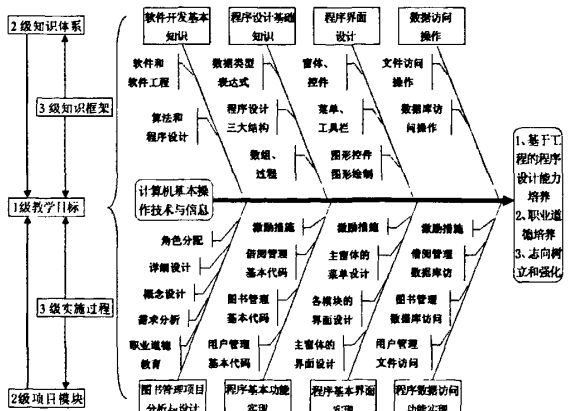 2级知识体系
3级知识框架
1级教学目标
3级实施过程
2级项目模块
软件开发基本
知识
程序设计基础
知识
程序界面
设计
数据访问
操作
软件和
软件工程
数据类型
表达式
窗体、
控件
文件访问
操作
算法和
程序设计
程序设计
三大结构
菜单、
工具栏
数据库访
问操作
数组、
过程
图形控件
图形绘制
计算机基本操
作技术与信息
1、基于工
程的程序
设计能力
培养
2、职业道
德培养
3、志向树
立和强化
角色分配
详细设计
概念设计
需求分析
职业道德
教育
激励措施
借阅管理
基本代码
图书管理
基本代码
用户管理
基本代码
激励措施
主窗体的
菜单设计
各模块的
界面设计
主窗体的
界面设计
激励措施
借阅管理
数据库访
图书管理
数据库访问
用户管理
文件访问
图书管理项目
分析与设计
程序基本功能
实现
程序基本界面
实现
程序数据访问
功能实现